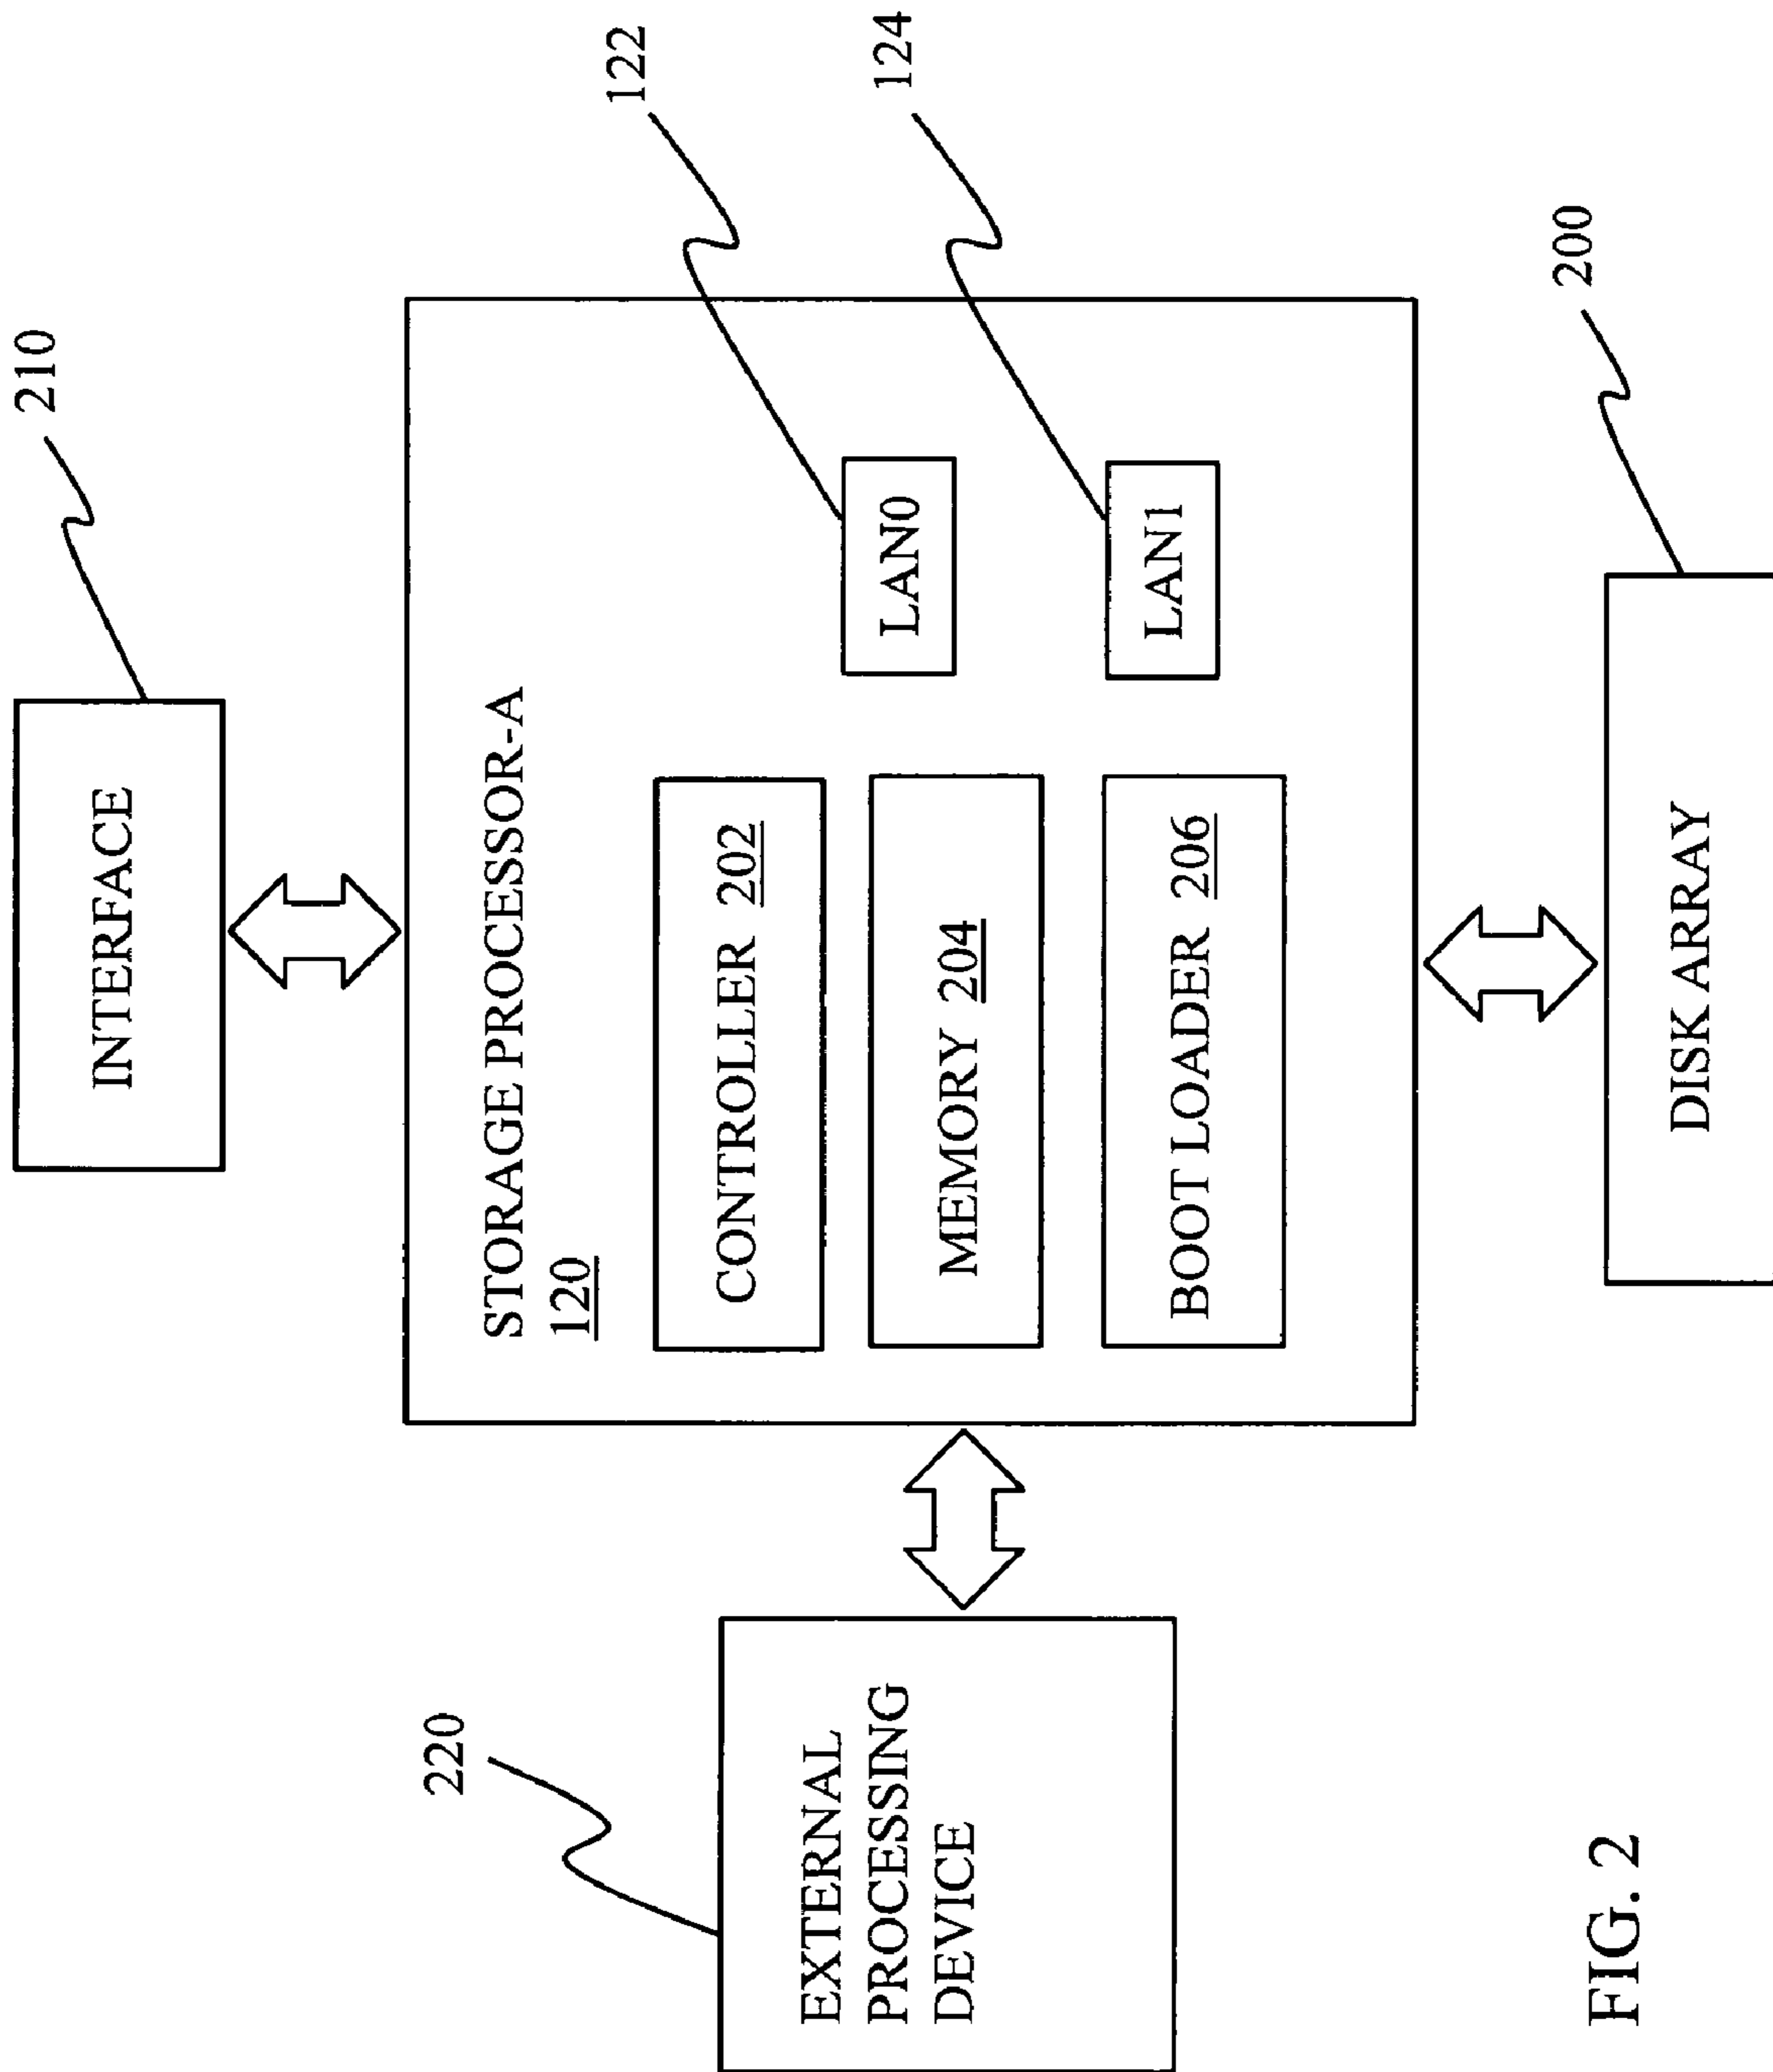 210
INTERFACE
122
124
STORAGE PROCESSOR-A
120
CONTROLLER 202
LAN0
MEMORY 204
LAN1
BOOT LOADER 206
220
EXTERNAL
PROCESSING
DEVICE
200
DISK ARRAY
FIG. 2